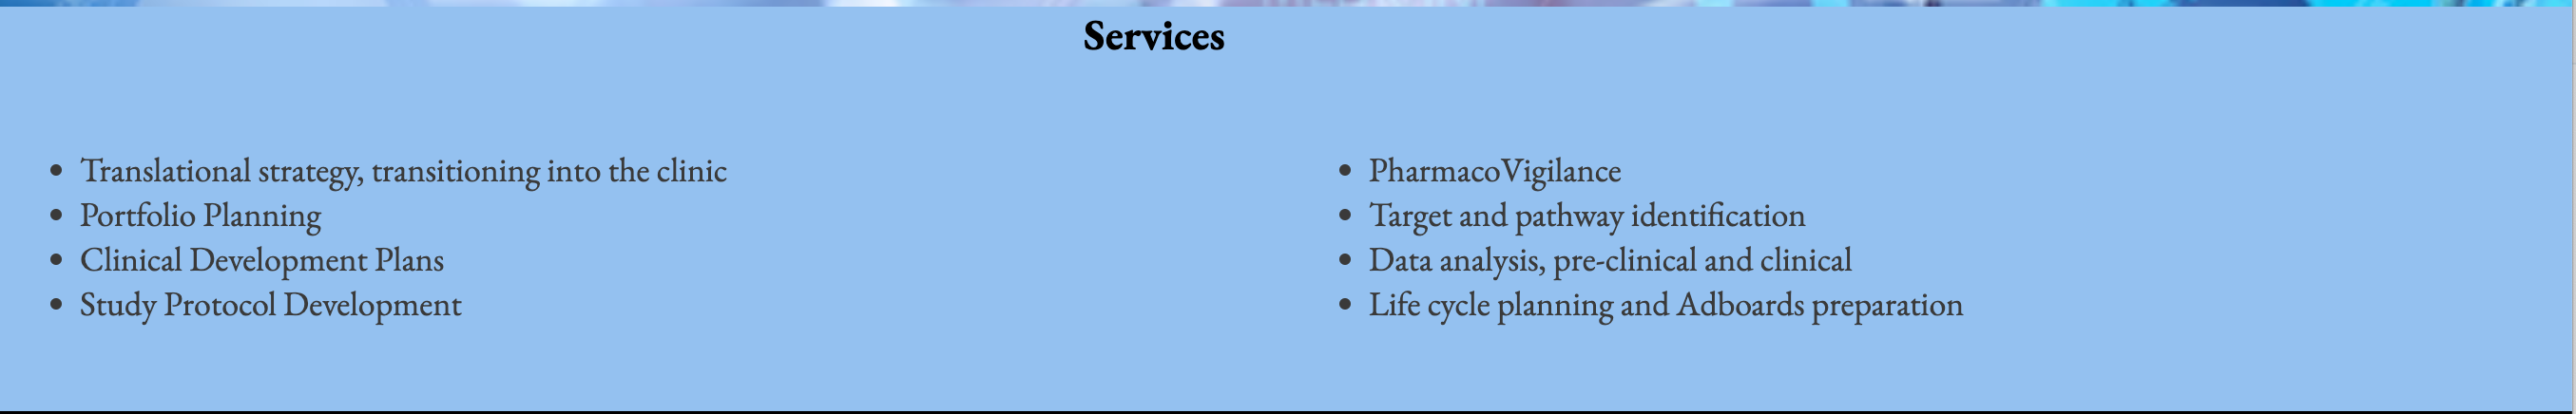 Services
Translational strategy, transitioning into the clinic
Portfolio Planning
Clinical Development Plans
Study Protocol Development
PharmacoVigilance
Target and pathway identification
Data analysis, pre-clinical and clinical
Life cycle planning and Adboards preparation